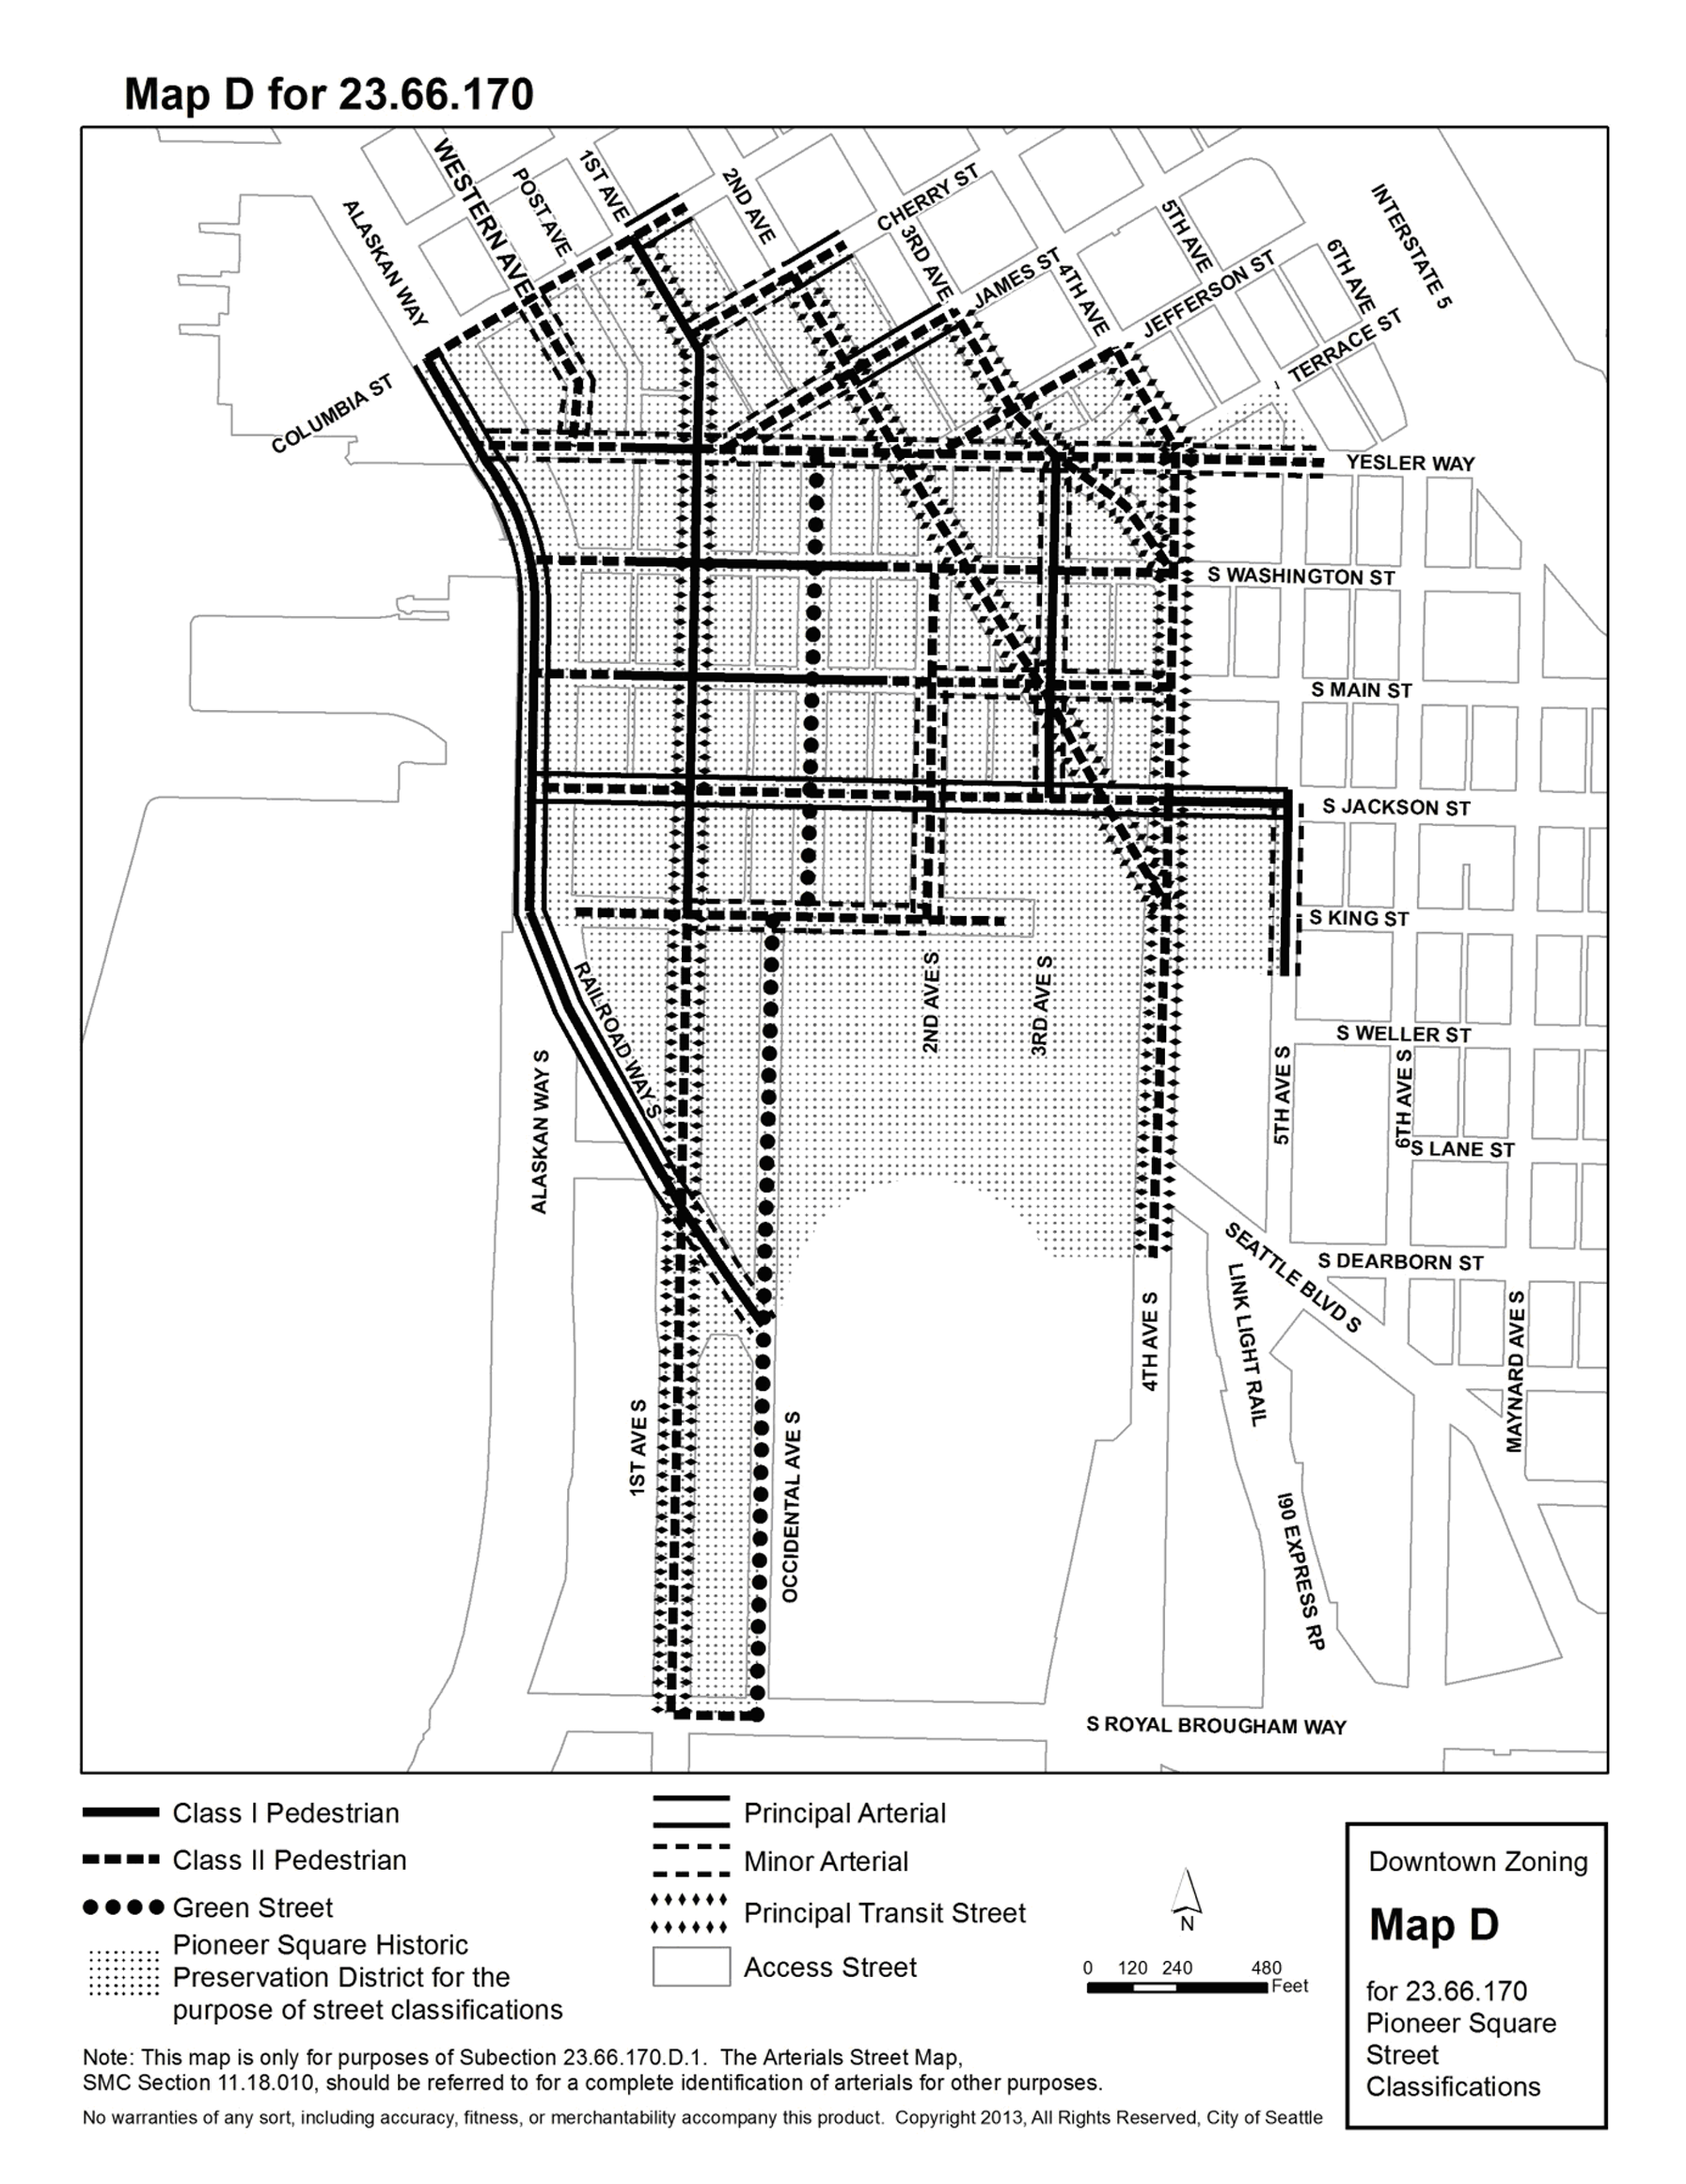 Map D for 23.66.170
WESTERN AVE
POST AVE
1ST AVE
2ND AVE
CHERRY ST
ALASKAN WAY
3RD AVE
JAMES ST
4TH AVE
5TH AVE
JEFFERSON ST
6TH AVE
INTERSTATE 5
TERRACE ST
COLUMBIA ST
YESLER WAY
S WASHINGTON ST
S MAIN ST
S JACKSON ST
S KING ST
RAILROAD WAY S
2ND AVE S
3RD AVE S
S WELLER ST
ALASKAN WAY S
5TH AVE S
6TH AVE S
S LANE ST
SEATTLE BLVD S
S DEARBORN ST
LINK LIGHT RAIL
4TH AVE S
MAYNARD AVE S
1ST AVE S
OCCIDENTAL AVE S
I90 EXPRESS RP
S ROYAL BROUGHAM WAY
Class I Pedestrian
Class II Pedestrian
Green Street
Pioneer Square Historic
Preservation District for the
purpose of street classifications
Principal Arterial
Minor Arterial
Principal Transit Street
Access Street
N
0 120 240 480
Feet
Downtown Zoning
Map D
for 23.66.170
Pioneer Square
Street
Classifications
Note: This map is only for purposes of Subection 23.66.170.D.1. The Arterials Street Map,
SMC Section 11.18.010, should be referred to for a complete identification of arterials for other purposes.
No warranties of any sort, including accuracy, fitness, or merchantability accompany this product. Copyright 2013, All Rights Reserved, City of Seattle